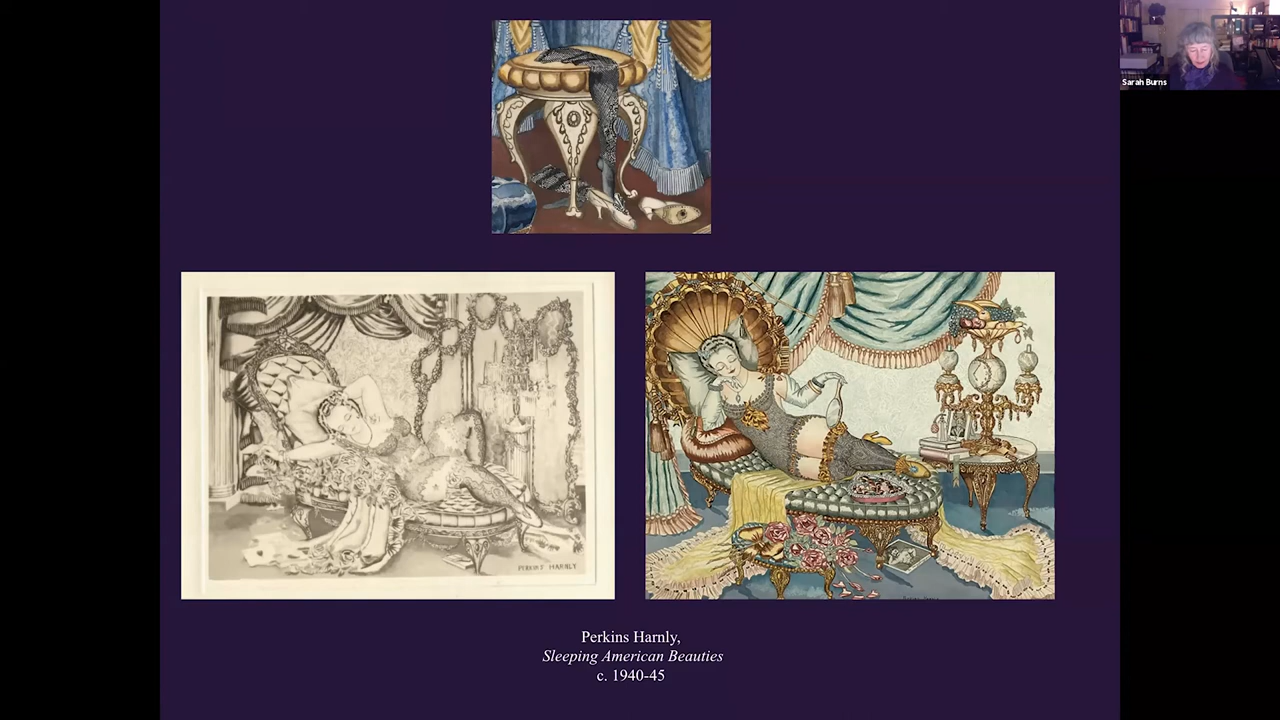 Sarah Burns
PERKINS HARNLY
Perkins Harnly,
Sleeping American Beauties
c. 1940-45